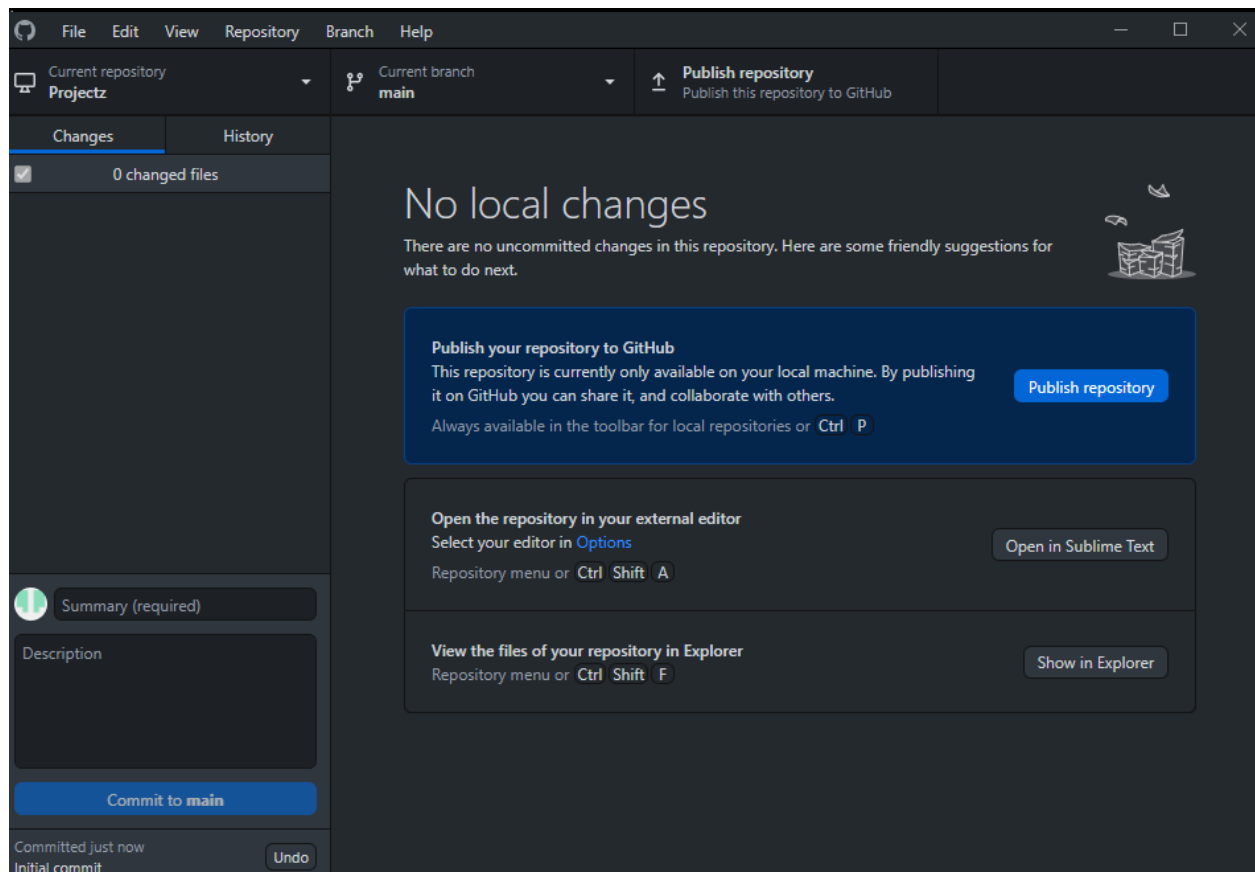 File Edit View Repository Branch Help
Current repository
Projectz
Current branch
main
Publish repository
Publish this repository to GitHub
Changes History
0 changed files
No local changes
There are no uncommitted changes in this repository. Here are some friendly suggestions for
what to do next.
Publish your repository to GitHub
This repository is currently only available on your local machine. By publishing
it on GitHub you can share it, and collaborate with others.
Always available in the toolbar for local repositories or Ctrl P
Publish repository
Open the repository in your external editor
Select your editor in Options
Repository menu or Ctrl Shift A
Open in Sublime Text
View the files of your repository in Explorer
Repository menu or Ctrl Shift F
Show in Explorer
Summary (required)
Description
Commit to main
Committed just now
Initial commit
Undo